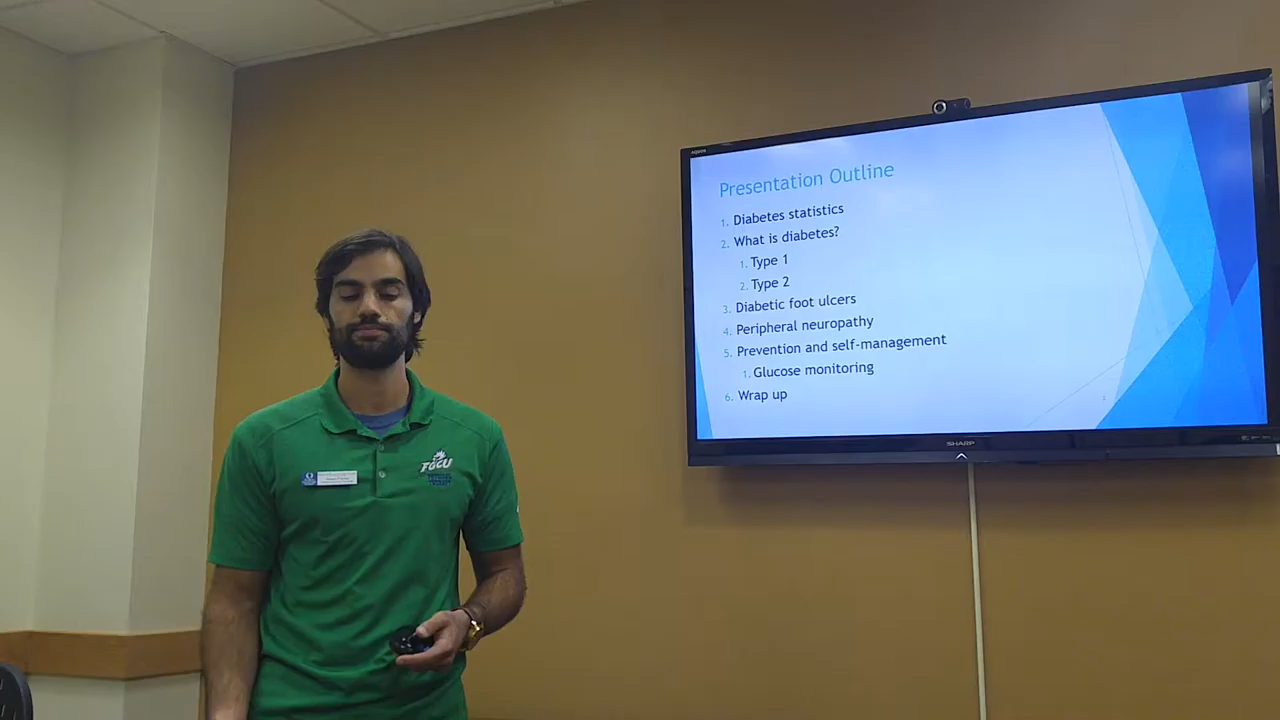 AQUOS
Presentation Outline
1. Diabetes statistics
2. What is diabetes?
1. Type 1
2. Type 2
3. Diabetic foot ulcers
4. Peripheral neuropathy
5. Prevention and self-management
1. Glucose monitoring
6. Wrap up
SHARP
FGCU